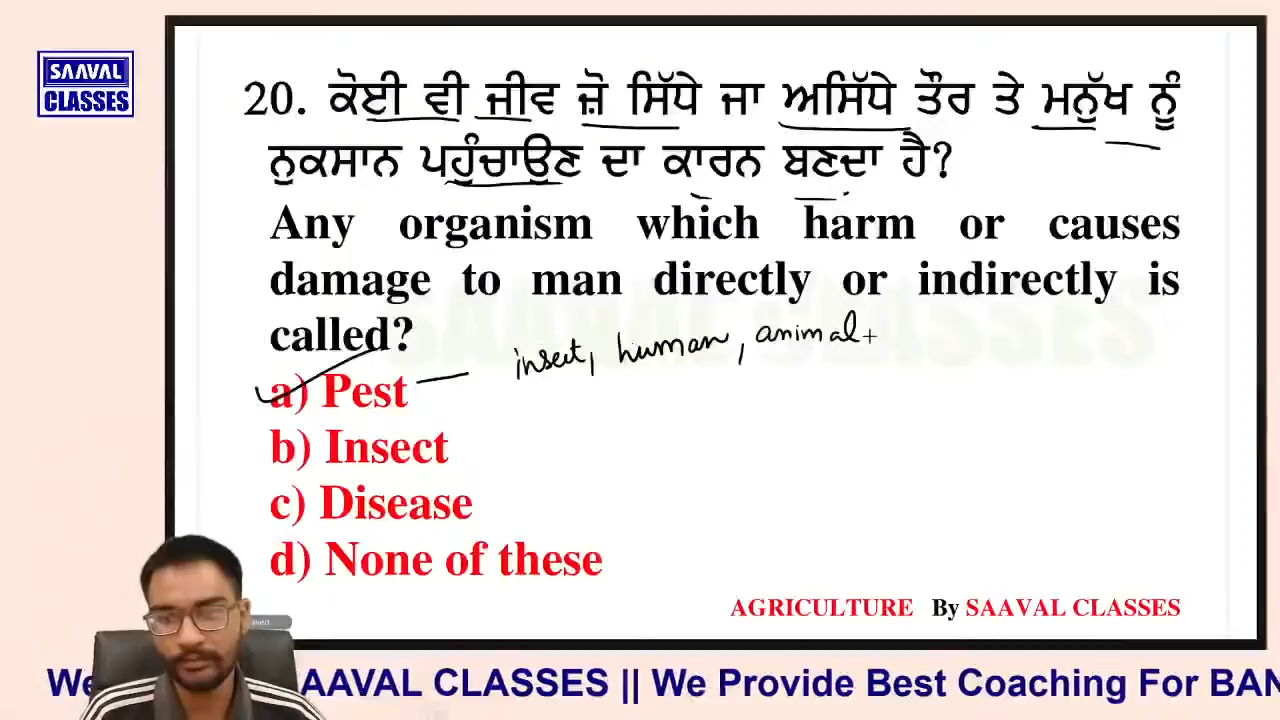 SAAVAL
CLASSES
20. ਕੋਈ ਵੀ ਜੀਵ ਜ਼ੋ ਸਿੱਧੇ ਜਾ ਅਸਿੱਧੇ ਤੌਰ ਤੇ ਮਨੁੱਖ ਨੂੰ
ਨੁਕਸਾਨ ਪਹੁੰਚਾਉਣ ਦਾ ਕਾਰਨ ਬਣਦਾ ਹੈ?
Any organism which harm or causes
damage to man directly or indirectly is
called?
insect, human, animal
a) Pest
b) Insect
c) Disease
d) None of these
AGRICULTURE By SAAVAL CLASSES
We AAVAL CLASSES || We Provide Best Coaching For BAN